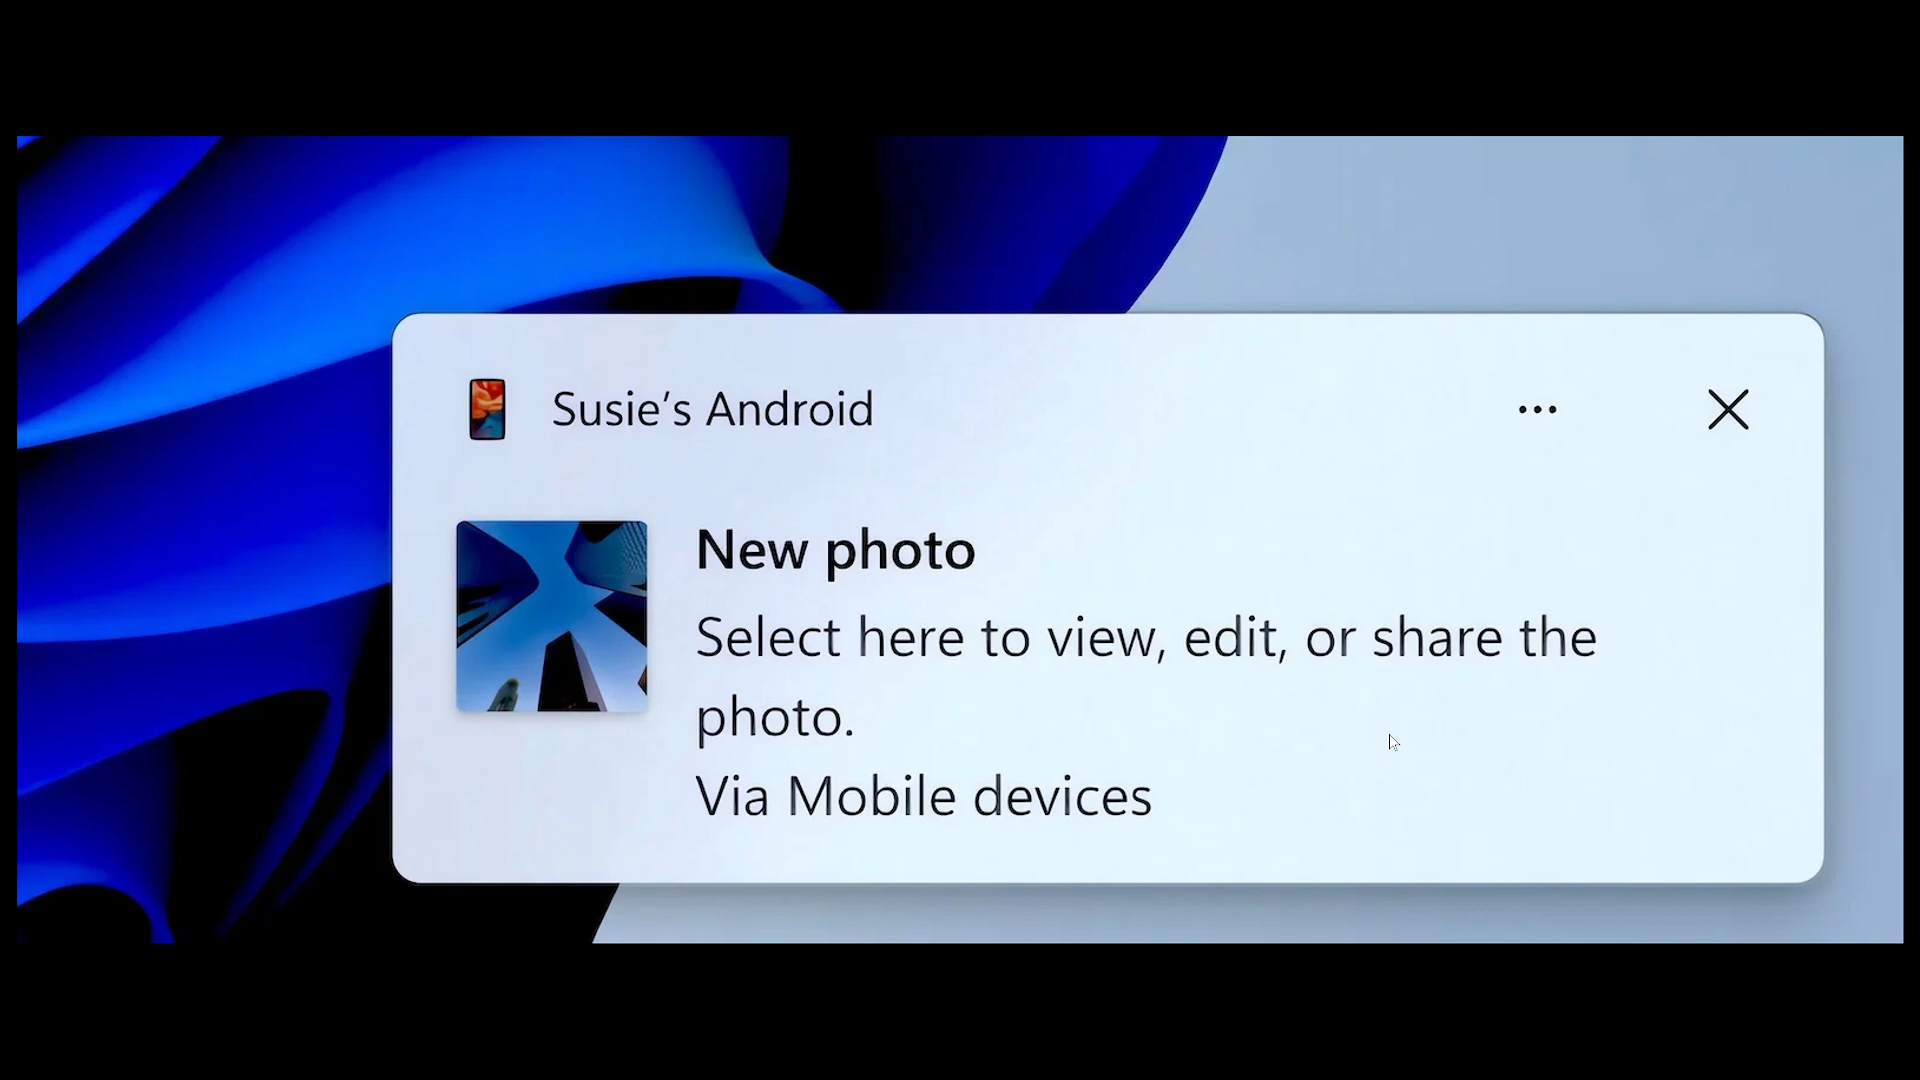 Susie’s Android
New photo
Select here to view, edit, or share the
photo.
Via Mobile devices